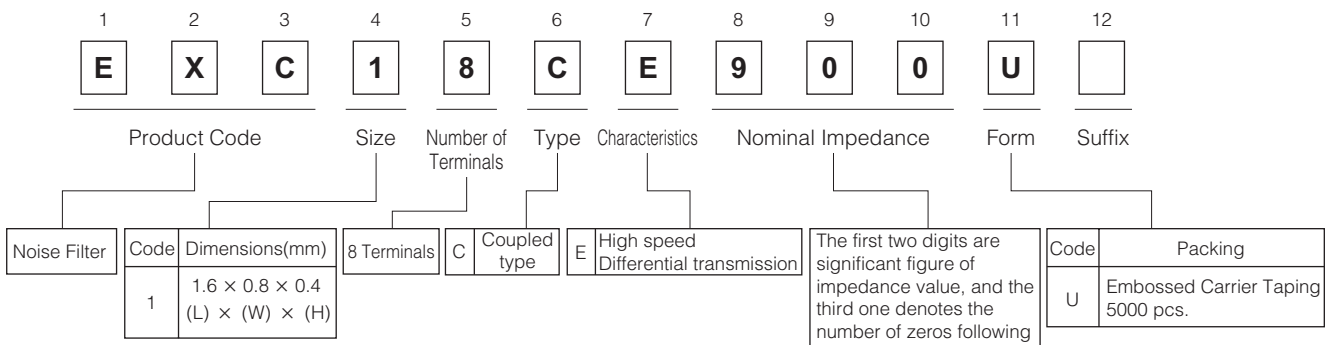 1 2 3 4 5 6 7 8 9 10 11 12
E X C 1 8 C E 9 0 0 U
Product Code Size Number of Terminals Type Characteristics Nominal Impedance Form Suffix
Noise Filter
Code Dimensions(mm)
1 1.6 × 0.8 × 0.4
(L) × (W) × (H)
8 Terminals
C Coupled
type
E High speed
Differential transmission
The first two digits are
significant figure of
impedance value, and the
third one denotes the
number of zeros following
Code Packing
U Embossed Carrier Taping
5000 pcs.